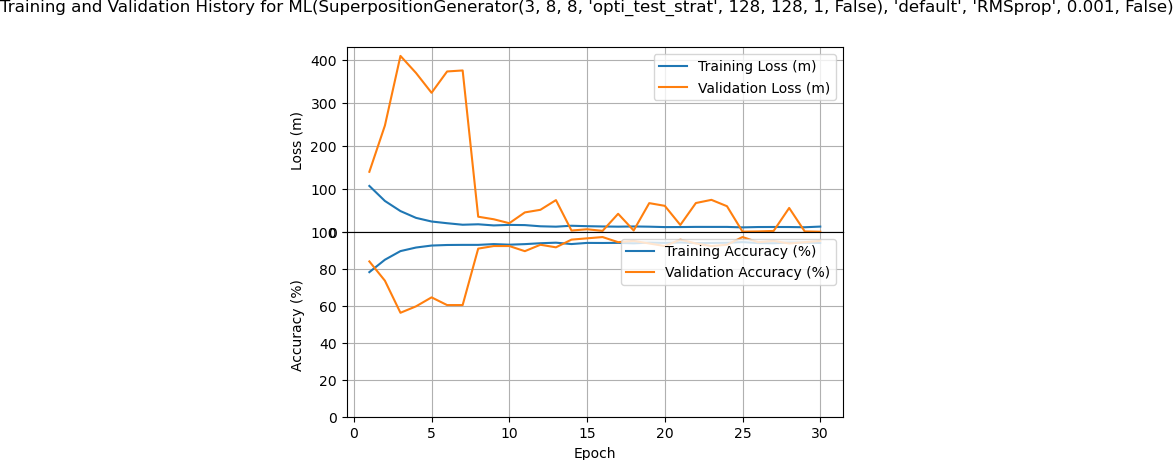 Training and Validation History for ML(SuperpositionGenerator(3, 8, 8, 'opti_test_strat', 128, 128, 1, False), 'default', 'RMSprop', 0.001, False)
400
300
200
100
0
Loss (m)
Training Loss (m)
Validation Loss (m)
100
80
60
40
20
0
Accuracy (%)
Training Accuracy (%)
Validation Accuracy (%)
0 5 10 15 20 25 30
Epoch